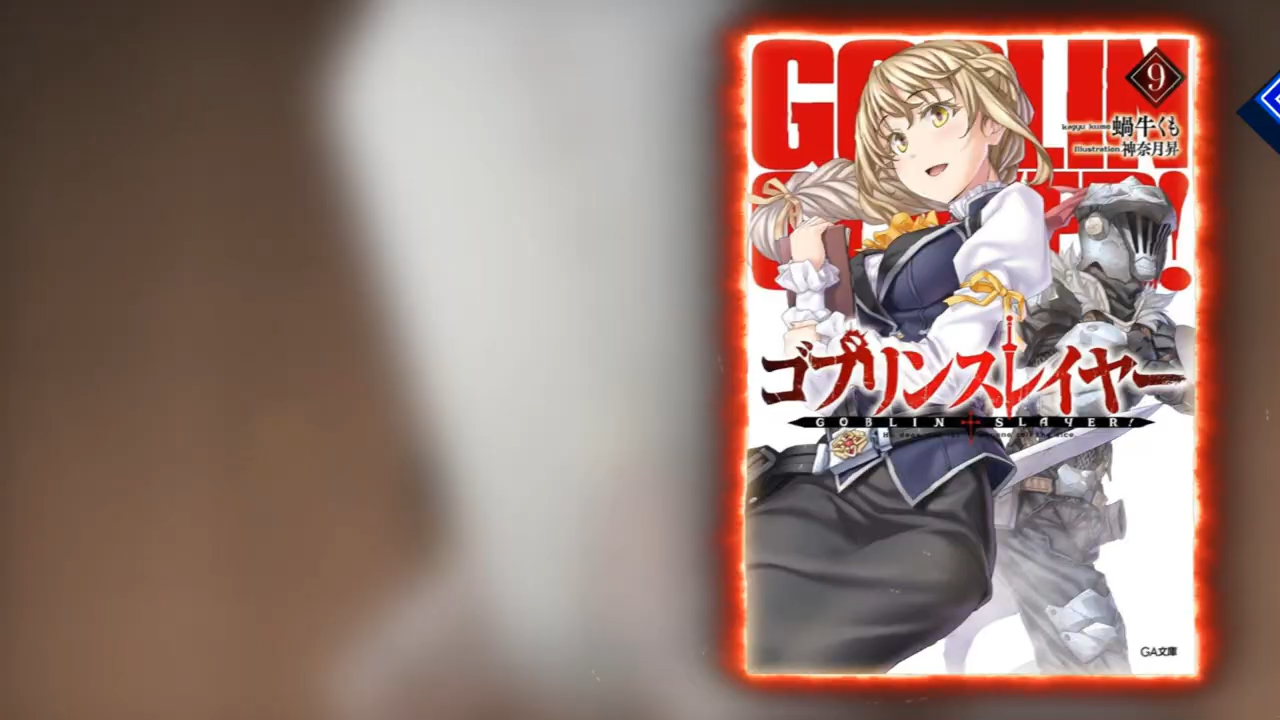 GOBLIN
9
kagyu kumo 蝸牛くも
illustration 神奈月昇
ゴブリンスレイヤー
GOBLIN SLAYER!
GA文庫